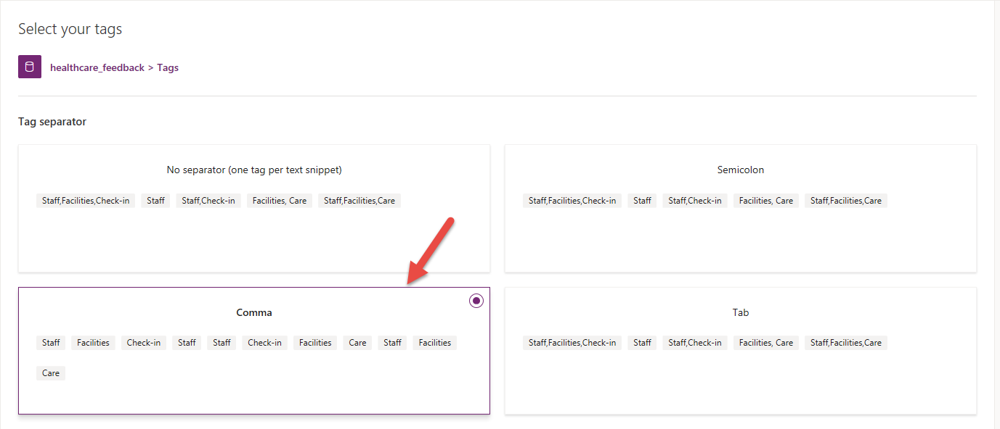 Select your tags
healthcare_feedback > Tags
Tag separator
No separator (one tag per text snippet)
Staff,Facilities,Check-in Staff Staff,Check-in Facilities, Care Staff,Facilities,Care
Semicolon
Staff,Facilities,Check-in Staff Staff,Check-in Facilities, Care Staff,Facilities,Care
Comma
Staff Facilities Check-in Staff Staff Check-in Facilities Care Staff Facilities
Care
Tab
Staff,Facilities,Check-in Staff Staff,Check-in Facilities, Care Staff,Facilities,Care